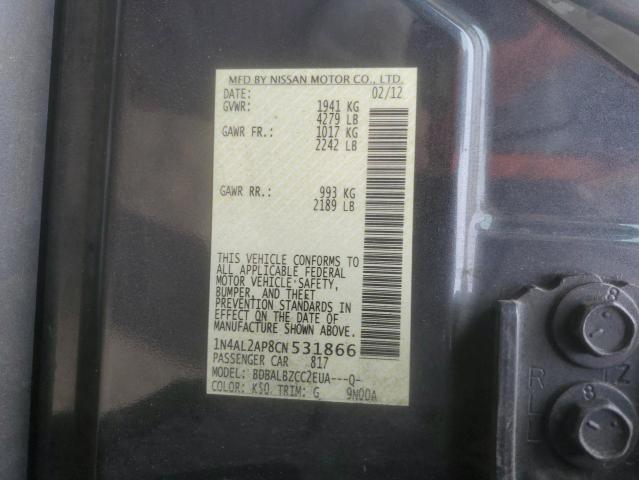 MFD BY NISSAN MOTOR CO., LTD.
DATE: 02/12
GVWR: 1941 KG
4279 LB
GAWR FR.: 1017 KG
2242 LB
GAWR RR.: 993 KG
2189 LB
THIS VEHICLE CONFORMS TO
ALL APPLICABLE FEDERAL
MOTOR VEHICLE SAFETY,
BUMPER, AND THEFT
PREVENTION STANDARDS IN
EFFECT ON THE DATE OF
MANUFACTURE SHOWN ABOVE.
1N4AL2AP8CN531866
PASSENGER CAR 817
MODEL: BDBALBZCC2EUA---Q-
COLOR: K50 TRIM: G 9N00A
8
R TZ
L
L
8